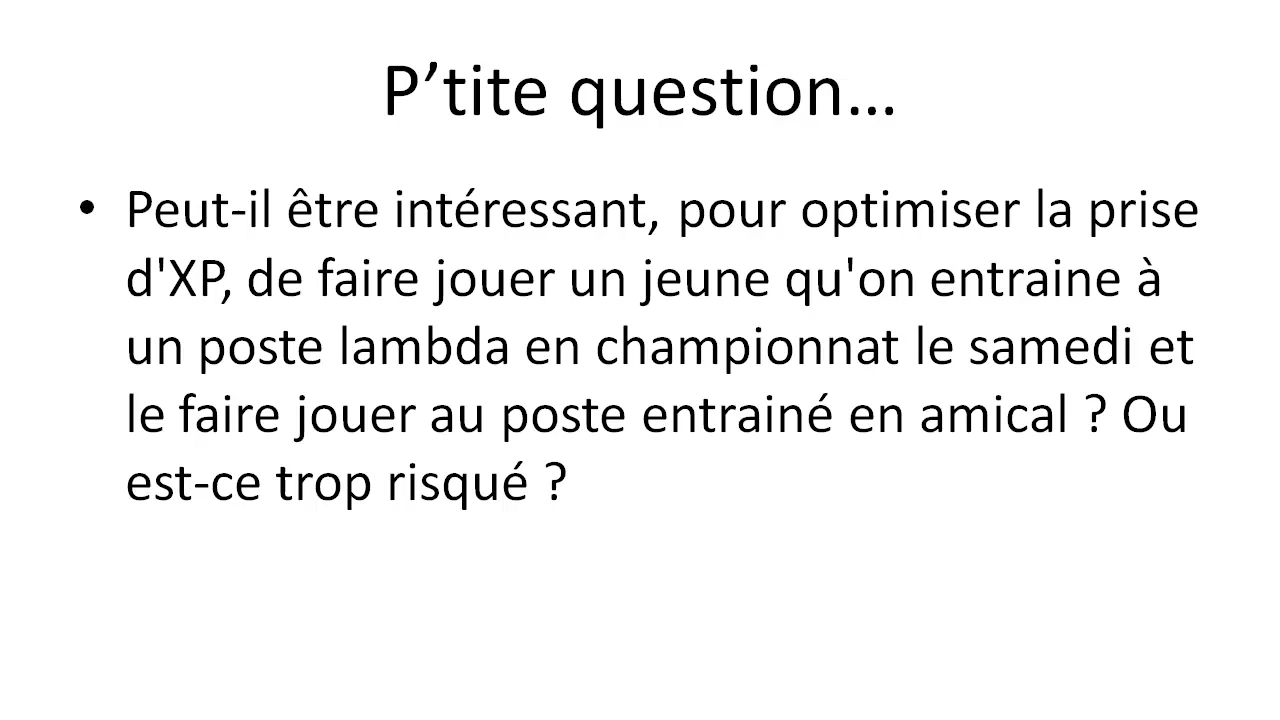 P’tite question…
• Peut-il être intéressant, pour optimiser la prise
d'XP, de faire jouer un jeune qu'on entraine à
un poste lambda en championnat le samedi et
le faire jouer au poste entrainé en amical ? Ou
est-ce trop risqué ?